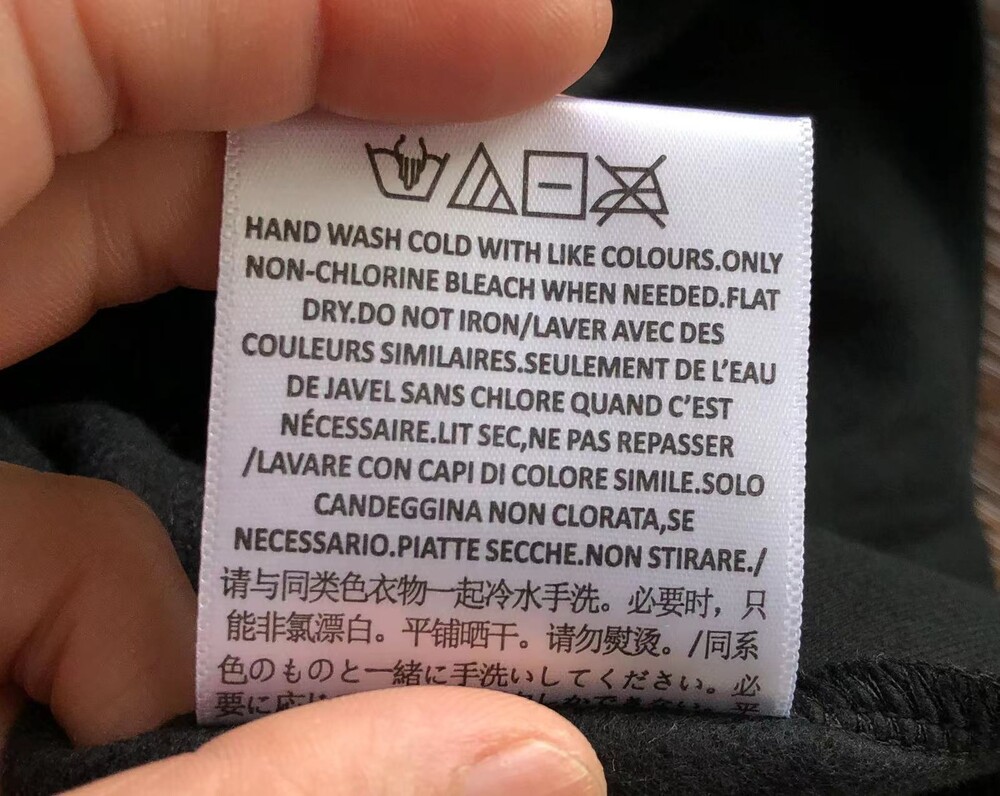 HAND WASH COLD WITH LIKE COLOURS.ONLY
NON-CHLORINE BLEACH WHEN NEEDED.FLAT
DRY.DO NOT IRON/LAVER AVEC DES
COULEURS SIMILAIRES.SEULEMENT DE L'EAU
DE JAVEL SANS CHLORE QUAND C'EST
NÉCESSAIRE.LIT SEC,NE PAS REPASSER
/LAVARE CON CAPI DI COLORE SIMILE.SOLO
CANDEGGINA NON CLORATA,SE
NECESSARIO.PIATTE SECCHE.NON STIRARE./
请与同类色衣物一起冷水手洗。必要时，只
能非氯漂白。平铺晒干。请勿熨烫。/同系
色のものと一緒に手洗いしてください。必
要に応じ